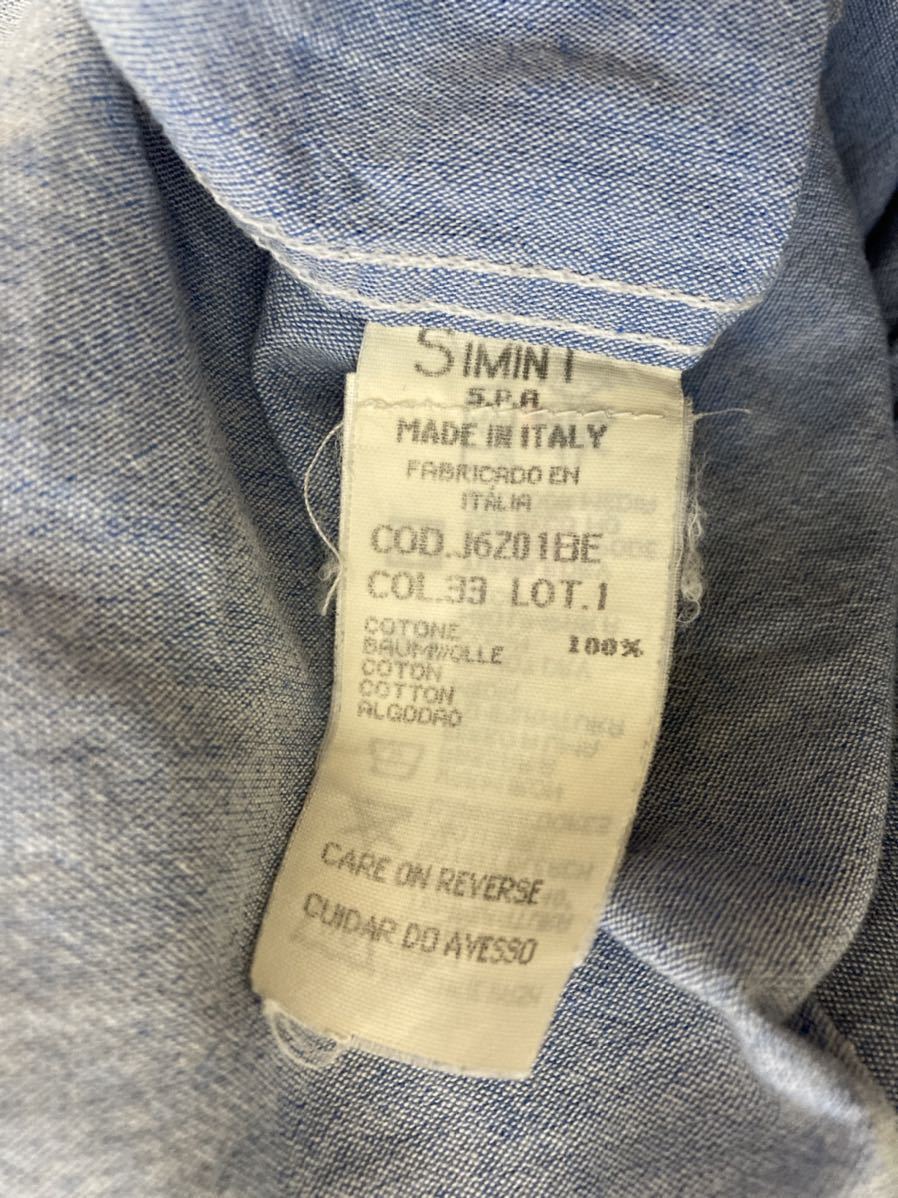 SIMINT
S.P.A
MADE IN ITALY
FABRICADO EN
ITÁLIA
COD.J6Z01BE
COL.33 LOT.1
COTONE 100%
BAUMWOLLE
COTON
COTTON
ALGODAO
CARE ON REVERSE
CUIDAR DO AVESSO